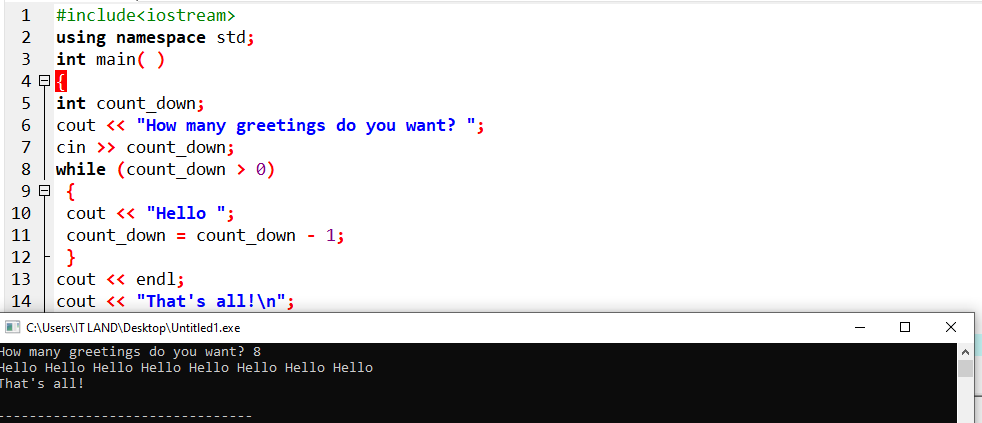 1 #include<iostream>
2 using namespace std;
3 int main( )
4 {
5 int count_down;
6 cout << "How many greetings do you want? ";
7 cin >> count_down;
8 while (count_down > 0)
9 {
10 cout << "Hello ";
11 count_down = count_down - 1;
12 }
13 cout << endl;
14 cout << "That's all!\n";
C:\Users\IT LAND\Desktop\Untitled1.exe
How many greetings do you want? 8
Hello Hello Hello Hello Hello Hello Hello Hello
That's all!
--------------------------------